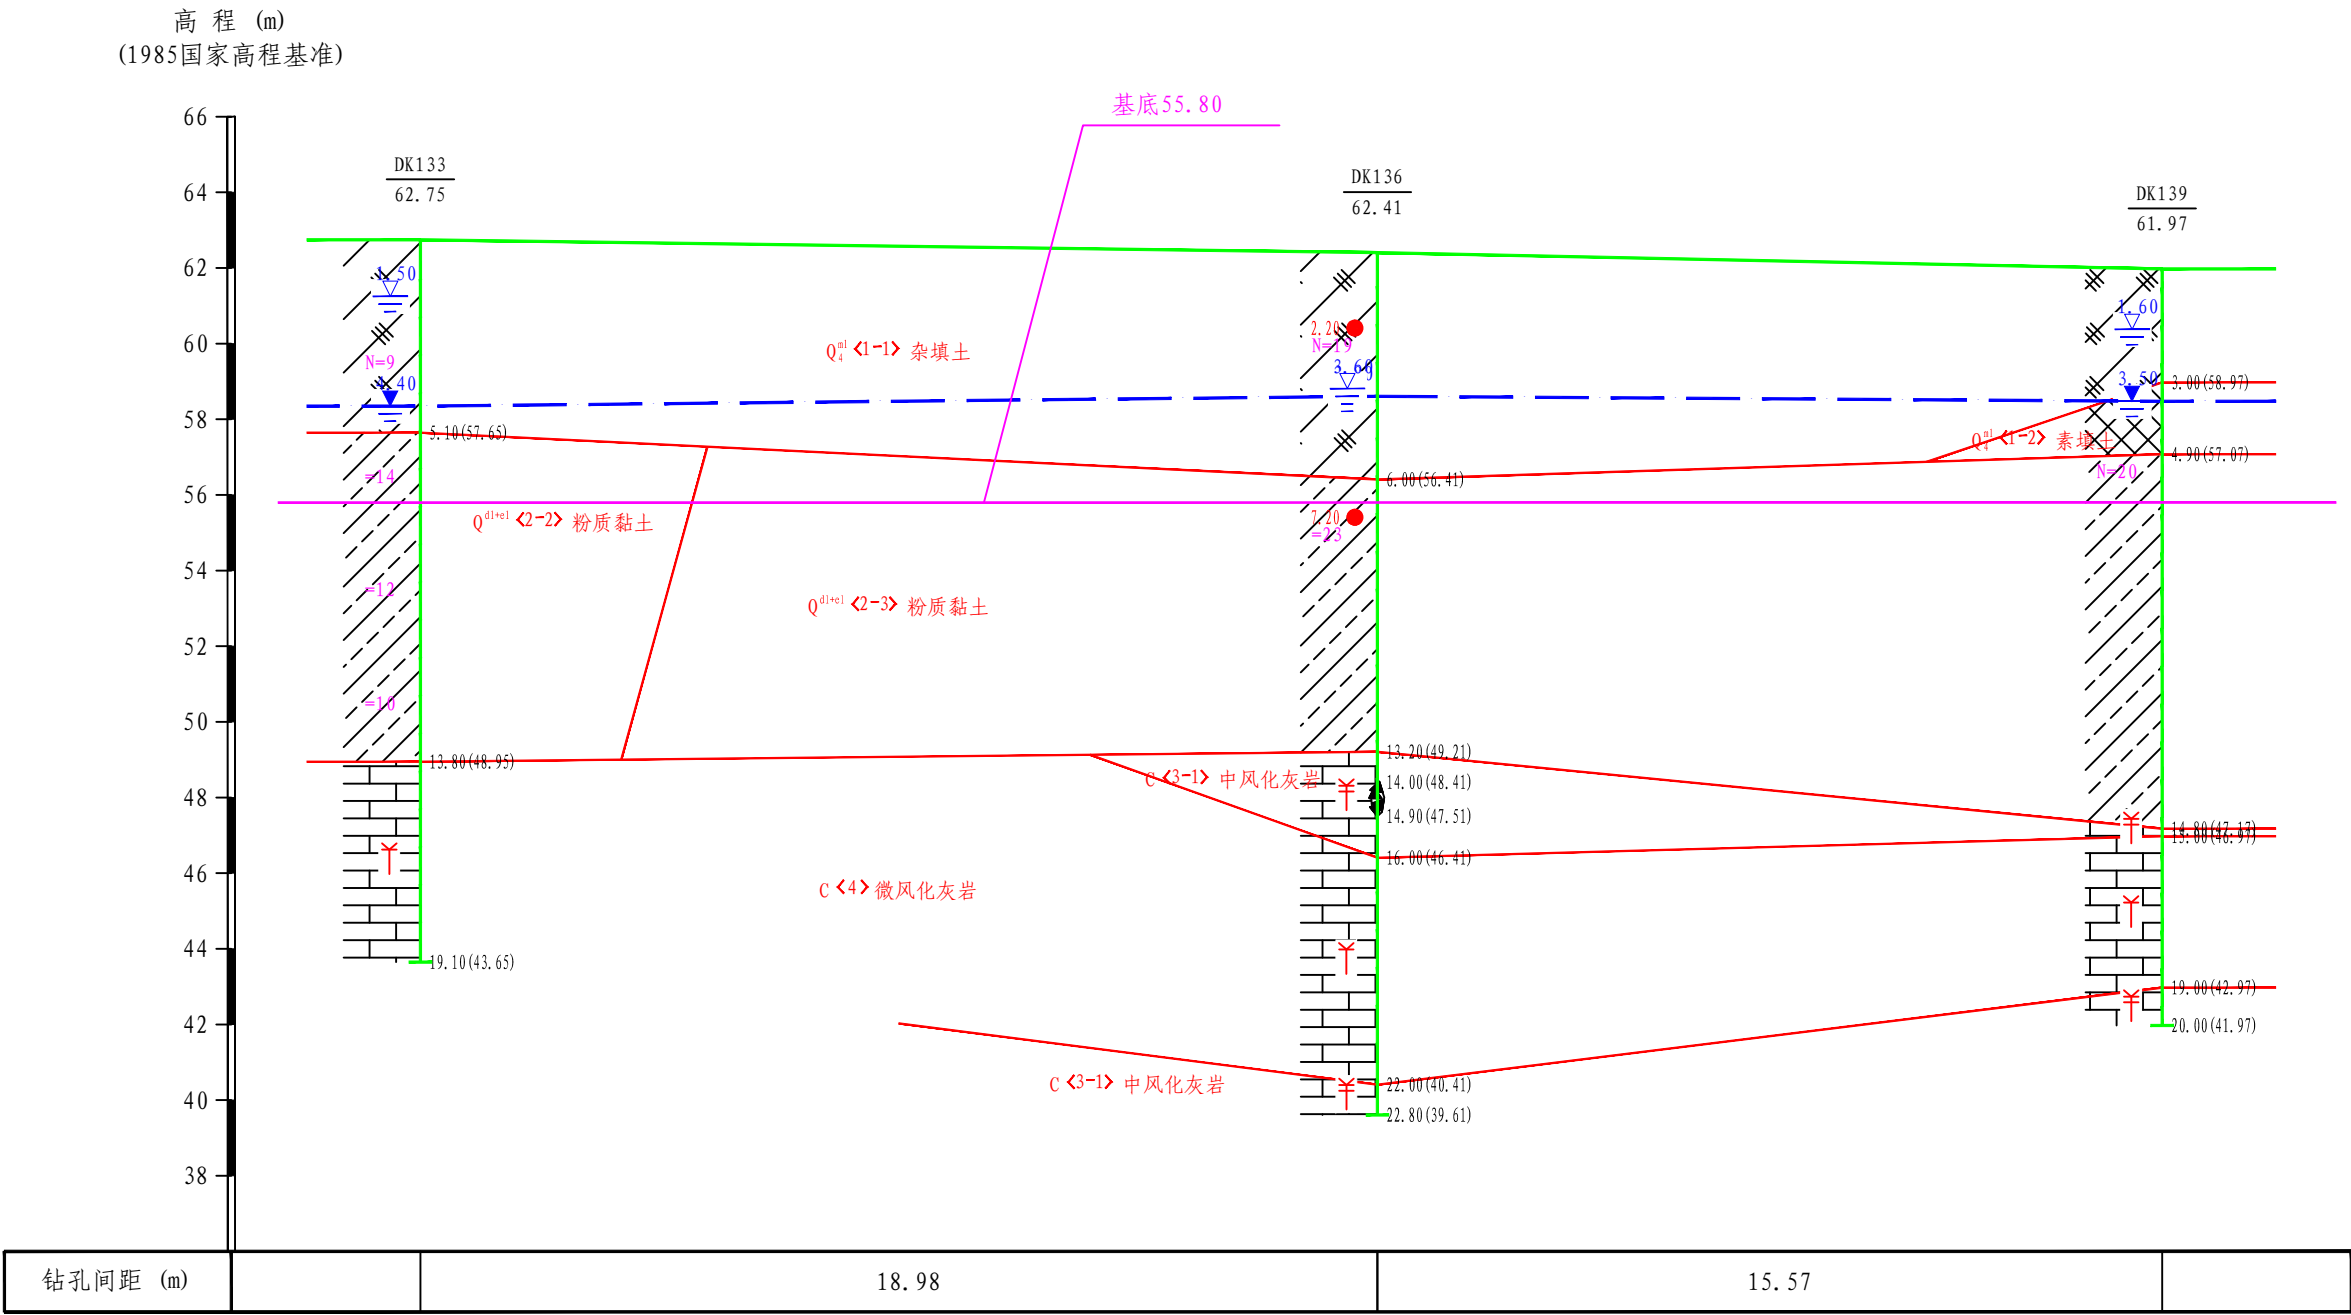 高 程 (m)
(1985国家高程基准)
基底55.80
66
64
62
60
58
56
54
52
50
48
46
44
42
40
38
DK133
62.75
DK136
62.41
DK139
61.97
1.50
N=9
4.40
5.10(57.65)
=14
=12
=10
13.80(48.95)
19.10(43.65)
Q₄ᵐˡ <1-1> 杂填土
Qᵈˡ⁺ᵉˡ <2-2> 粉质黏土
Qᵈˡ⁺ᵉˡ <2-3> 粉质黏土
C <3-1> 中风化灰岩
C <4> 微风化灰岩
C <3-1> 中风化灰岩
2.20
N=19
3.60
6.00(56.41)
7.20
=23
13.20(49.21)
14.00(48.41)
14.90(47.51)
16.00(46.41)
22.00(40.41)
22.80(39.61)
1.60
3.00(58.97)
3.50
Q₄ᵐˡ <1-2> 素填土
4.90(57.07)
N=20
14.80(47.17)
15.00(46.97)
19.00(42.97)
20.00(41.97)
钻孔间距 (m)
18.98
15.57